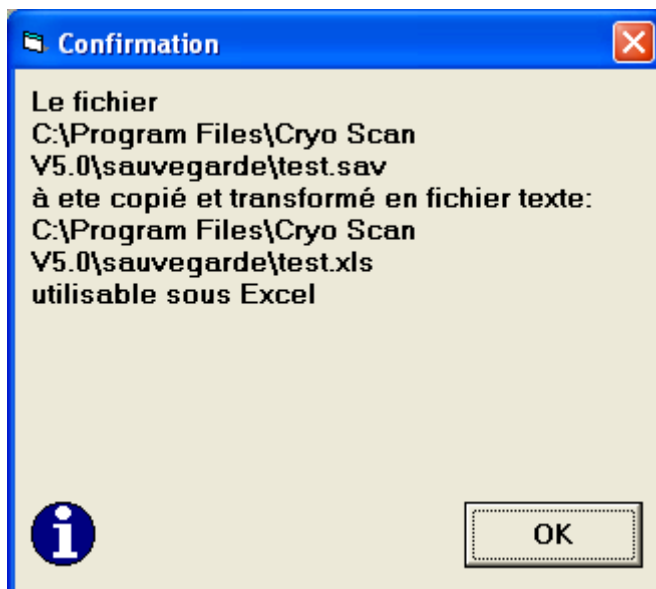 Confirmation
Le fichier
C:\Program Files\Cryo Scan
V5.0\sauvegarde\test.sav
à ete copié et transformé en fichier texte:
C:\Program Files\Cryo Scan
V5.0\sauvegarde\test.xls
utilisable sous Excel
OK